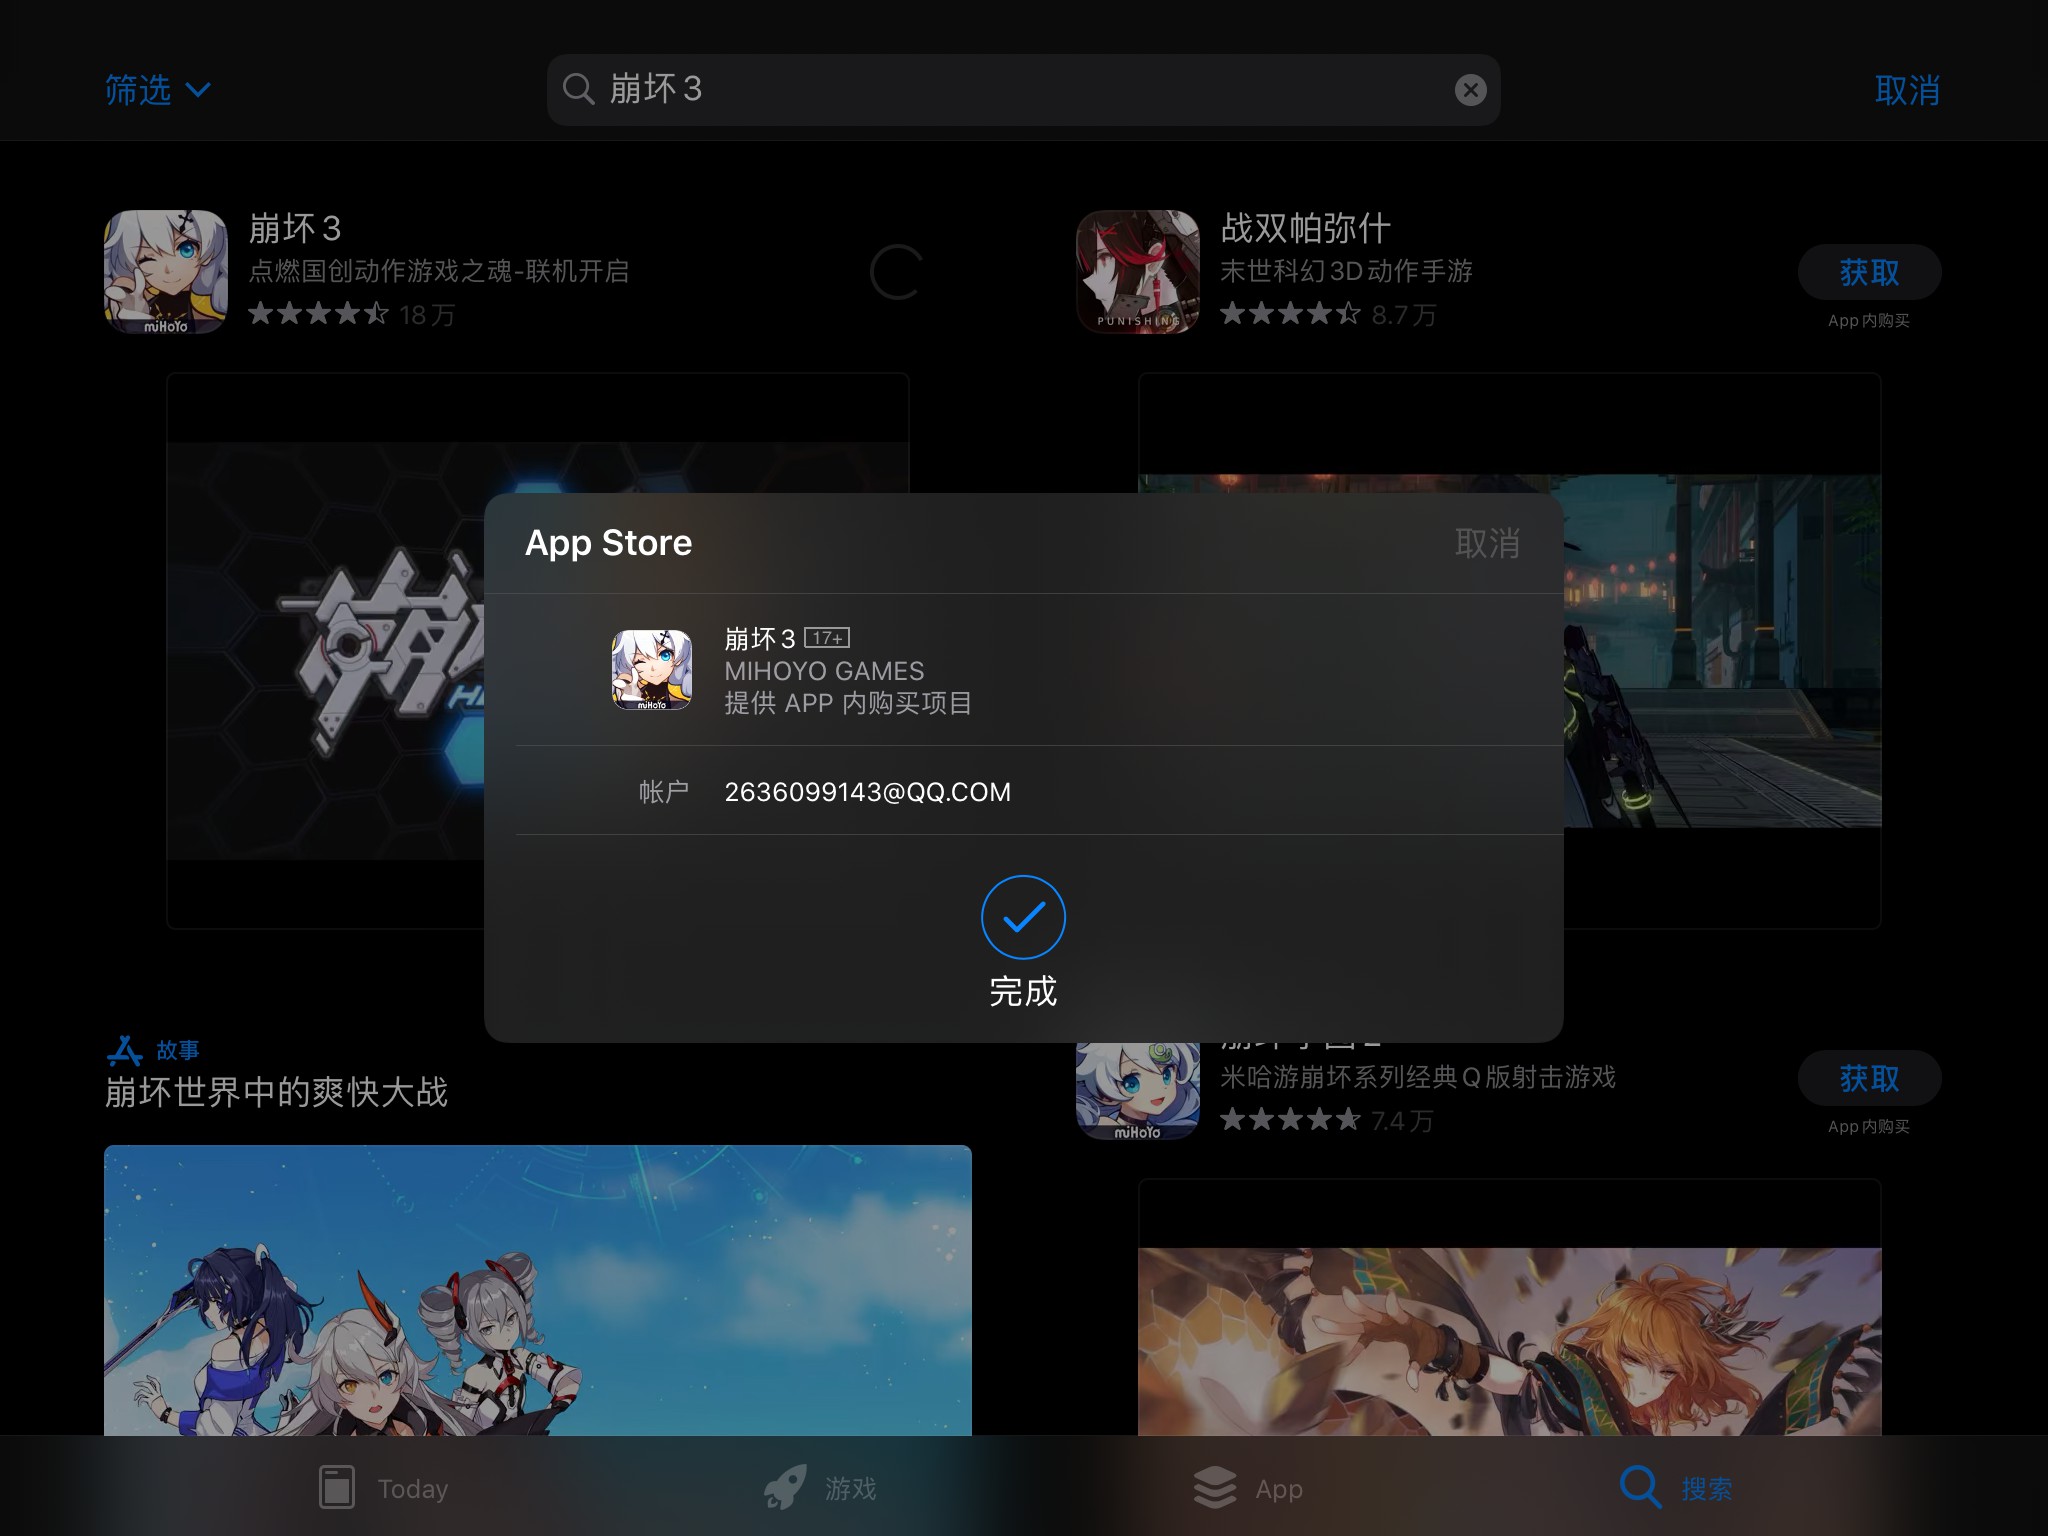 筛选
崩坏3
取消
崩坏3
点燃国创动作游戏之魂-联机开启
18万
miHoYo
战双帕弥什
末世科幻3D动作手游
8.7万
PUNISHING
获取
App内购买
App Store
取消
崩坏3 17+
MIHOYO GAMES
提供 APP 内购买项目
miHoYo
帐户 2636099143@QQ.COM
完成
故事
崩坏世界中的爽快大战
米哈游崩坏系列经典Q版射击游戏
7.4万
miHoYo
获取
App内购买
Today
游戏
App
搜索